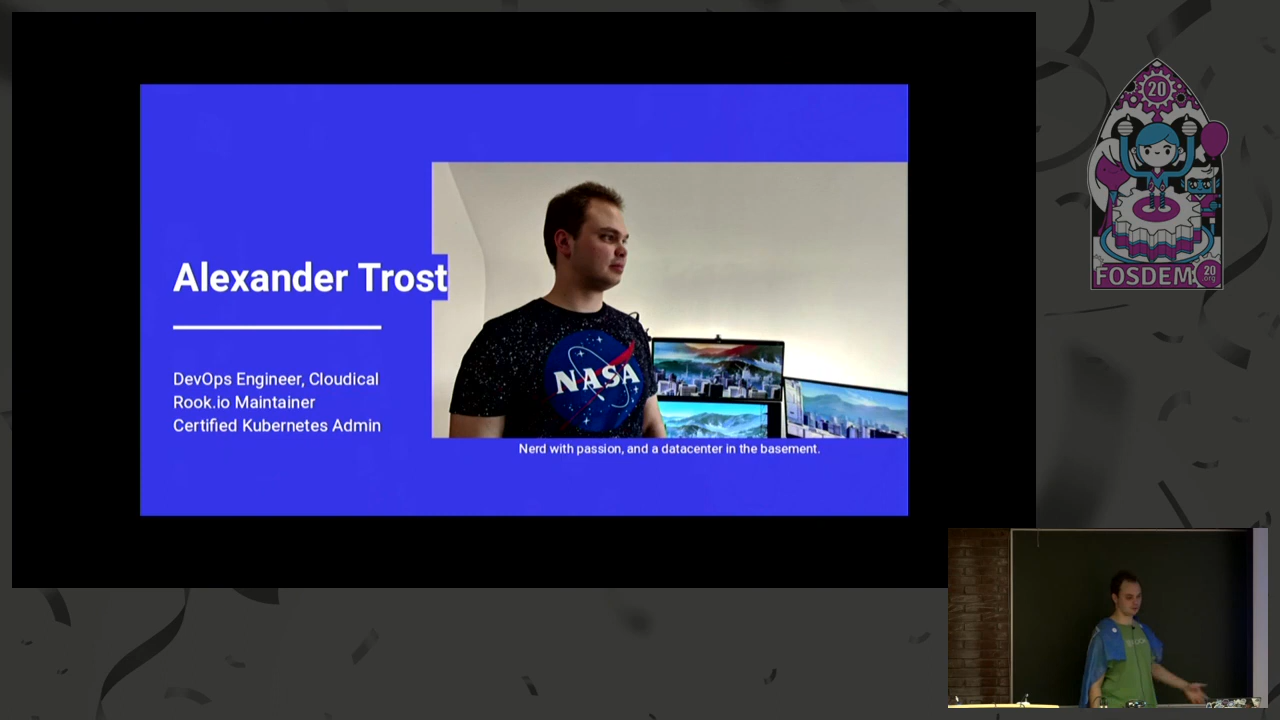 Alexander Trost
DevOps Engineer, Cloudical
Rook.io Maintainer
Certified Kubernetes Admin
NASA
Nerd with passion, and a datacenter in the basement.
20
FOSDEM
20
.org